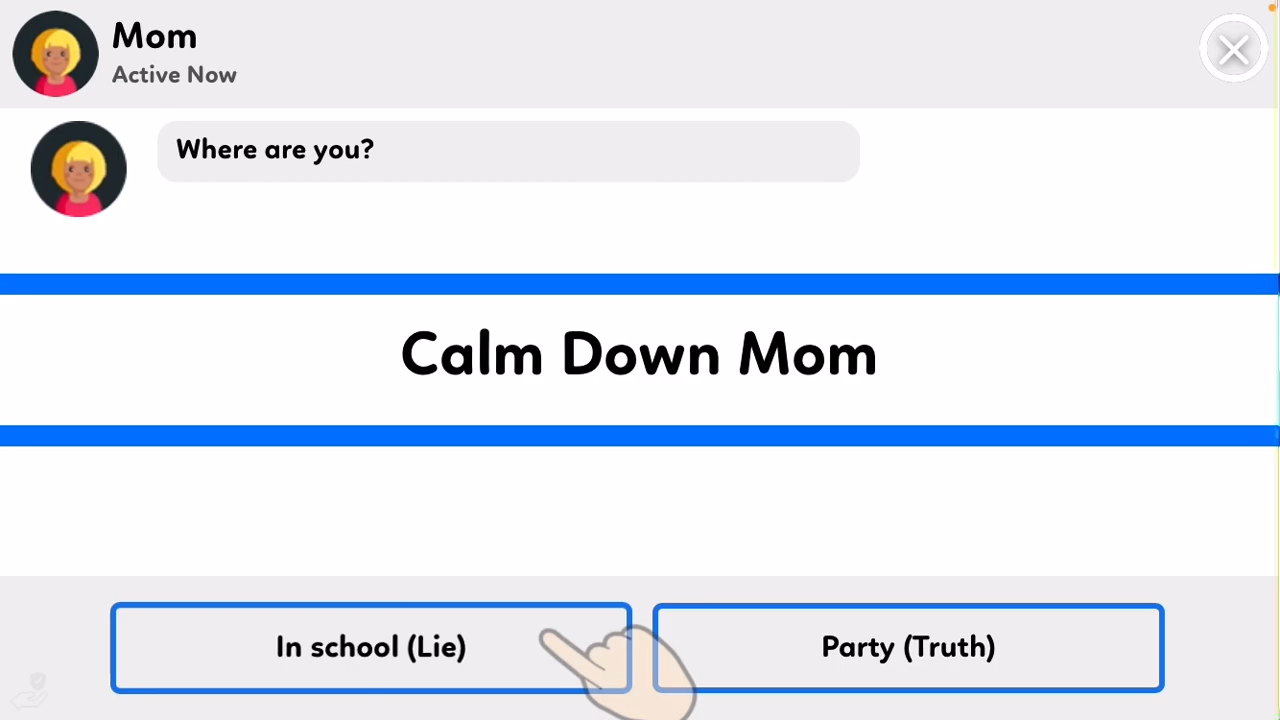 Mom
Active Now
Where are you?
Calm Down Mom
In school (Lie)
Party (Truth)